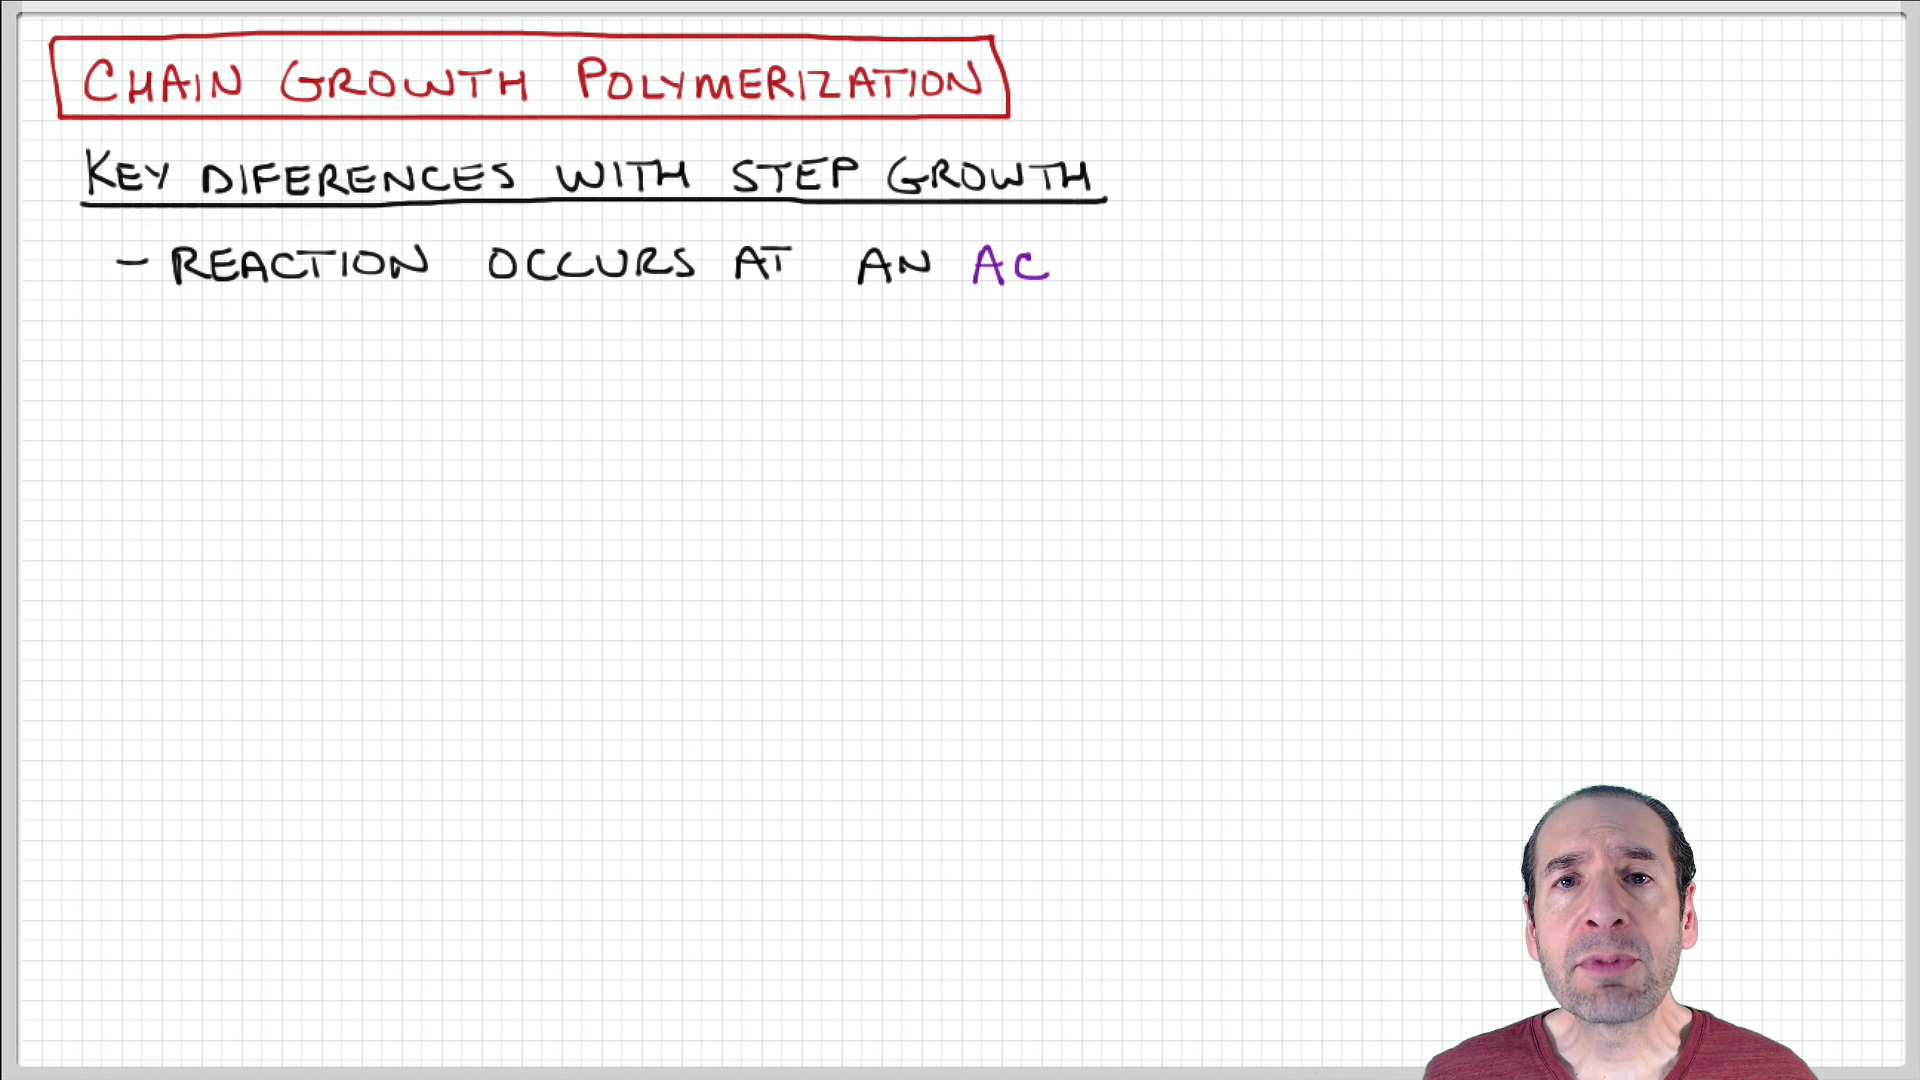 CHAIN GROWTH POLYMERIZATION
KEY DIFERENCES WITH STEP GROWTH
- REACTION OCCURS AT AN AC